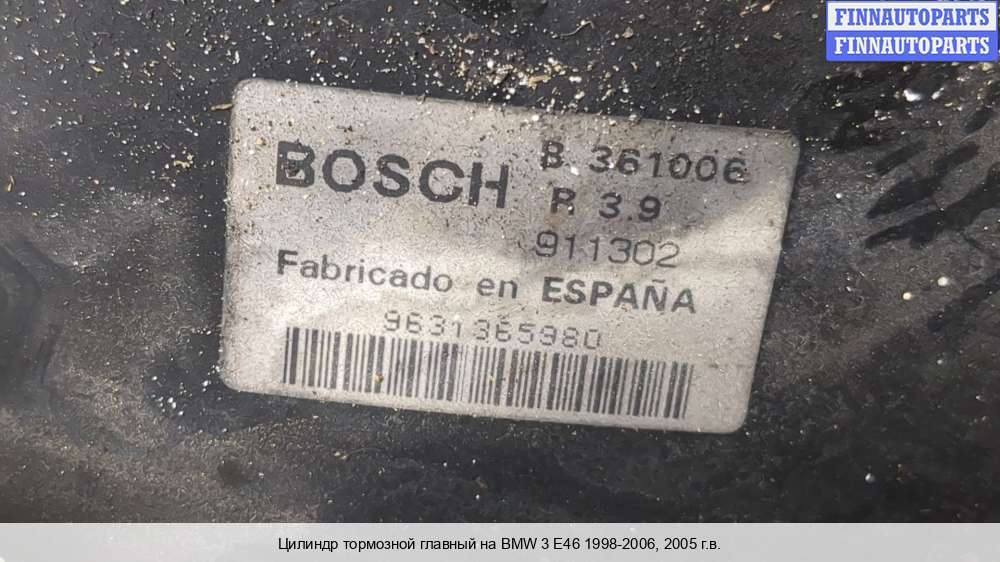 FINNAUTOPARTS
FINNAUTOPARTS
BOSCH B 361006
R 3.9
911302
Fabricado en ESPAÑA
9631365980
Цилиндр тормозной главный на BMW 3 E46 1998-2006, 2005 г.в.